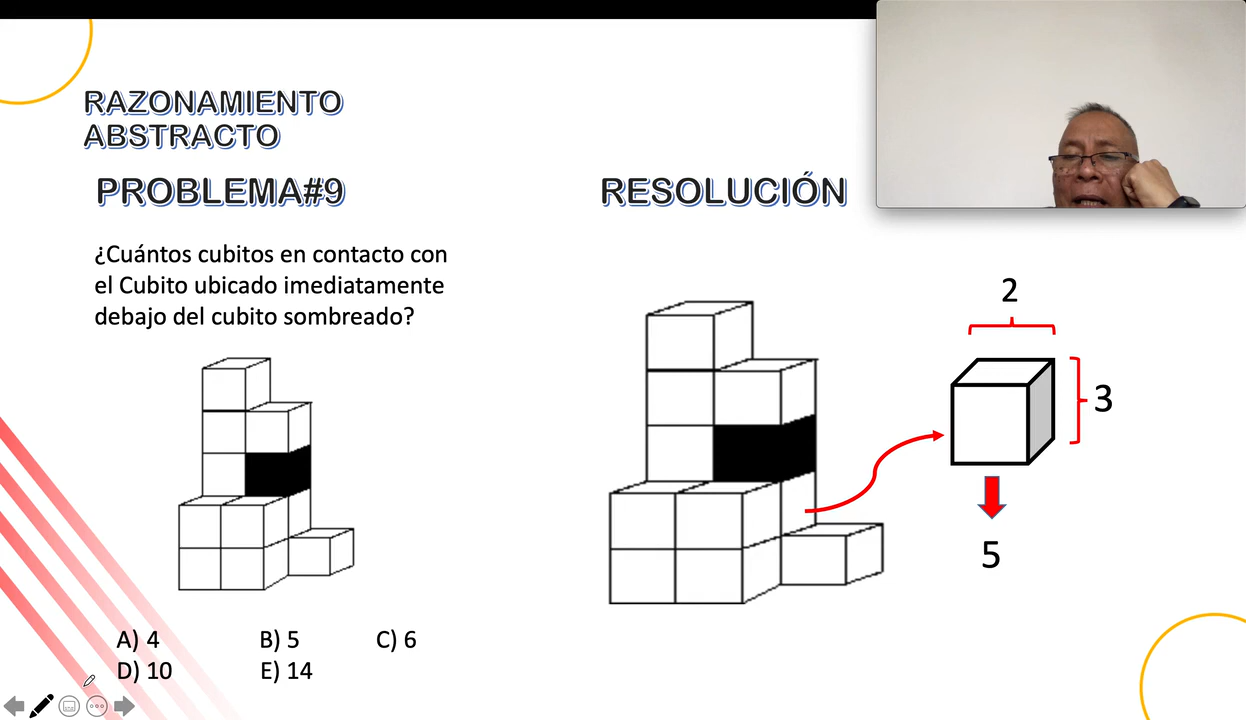 RAZONAMIENTO
ABSTRACTO
PROBLEMA#9
¿Cuántos cubitos en contacto con
el Cubito ubicado imediatamente
debajo del cubito sombreado?
A) 4 B) 5 C) 6
D) 10 E) 14
RESOLUCIÓN
2
3
5